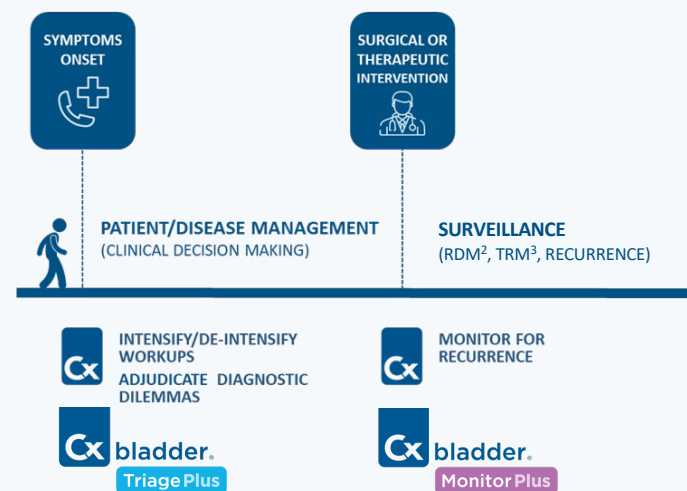 SYMPTOMS
ONSET
SURGICAL OR
THERAPEUTIC
INTERVENTION
PATIENT/DISEASE MANAGEMENT
(CLINICAL DECISION MAKING)
SURVEILLANCE
(RDM², TRM³, RECURRENCE)
Cx
INTENSIFY/DE-INTENSIFY
WORKUPS
ADJUDICATE DIAGNOSTIC
DILEMMAS
Cx
MONITOR FOR
RECURRENCE
Cx bladder®
Triage Plus
Cx bladder®
Monitor Plus